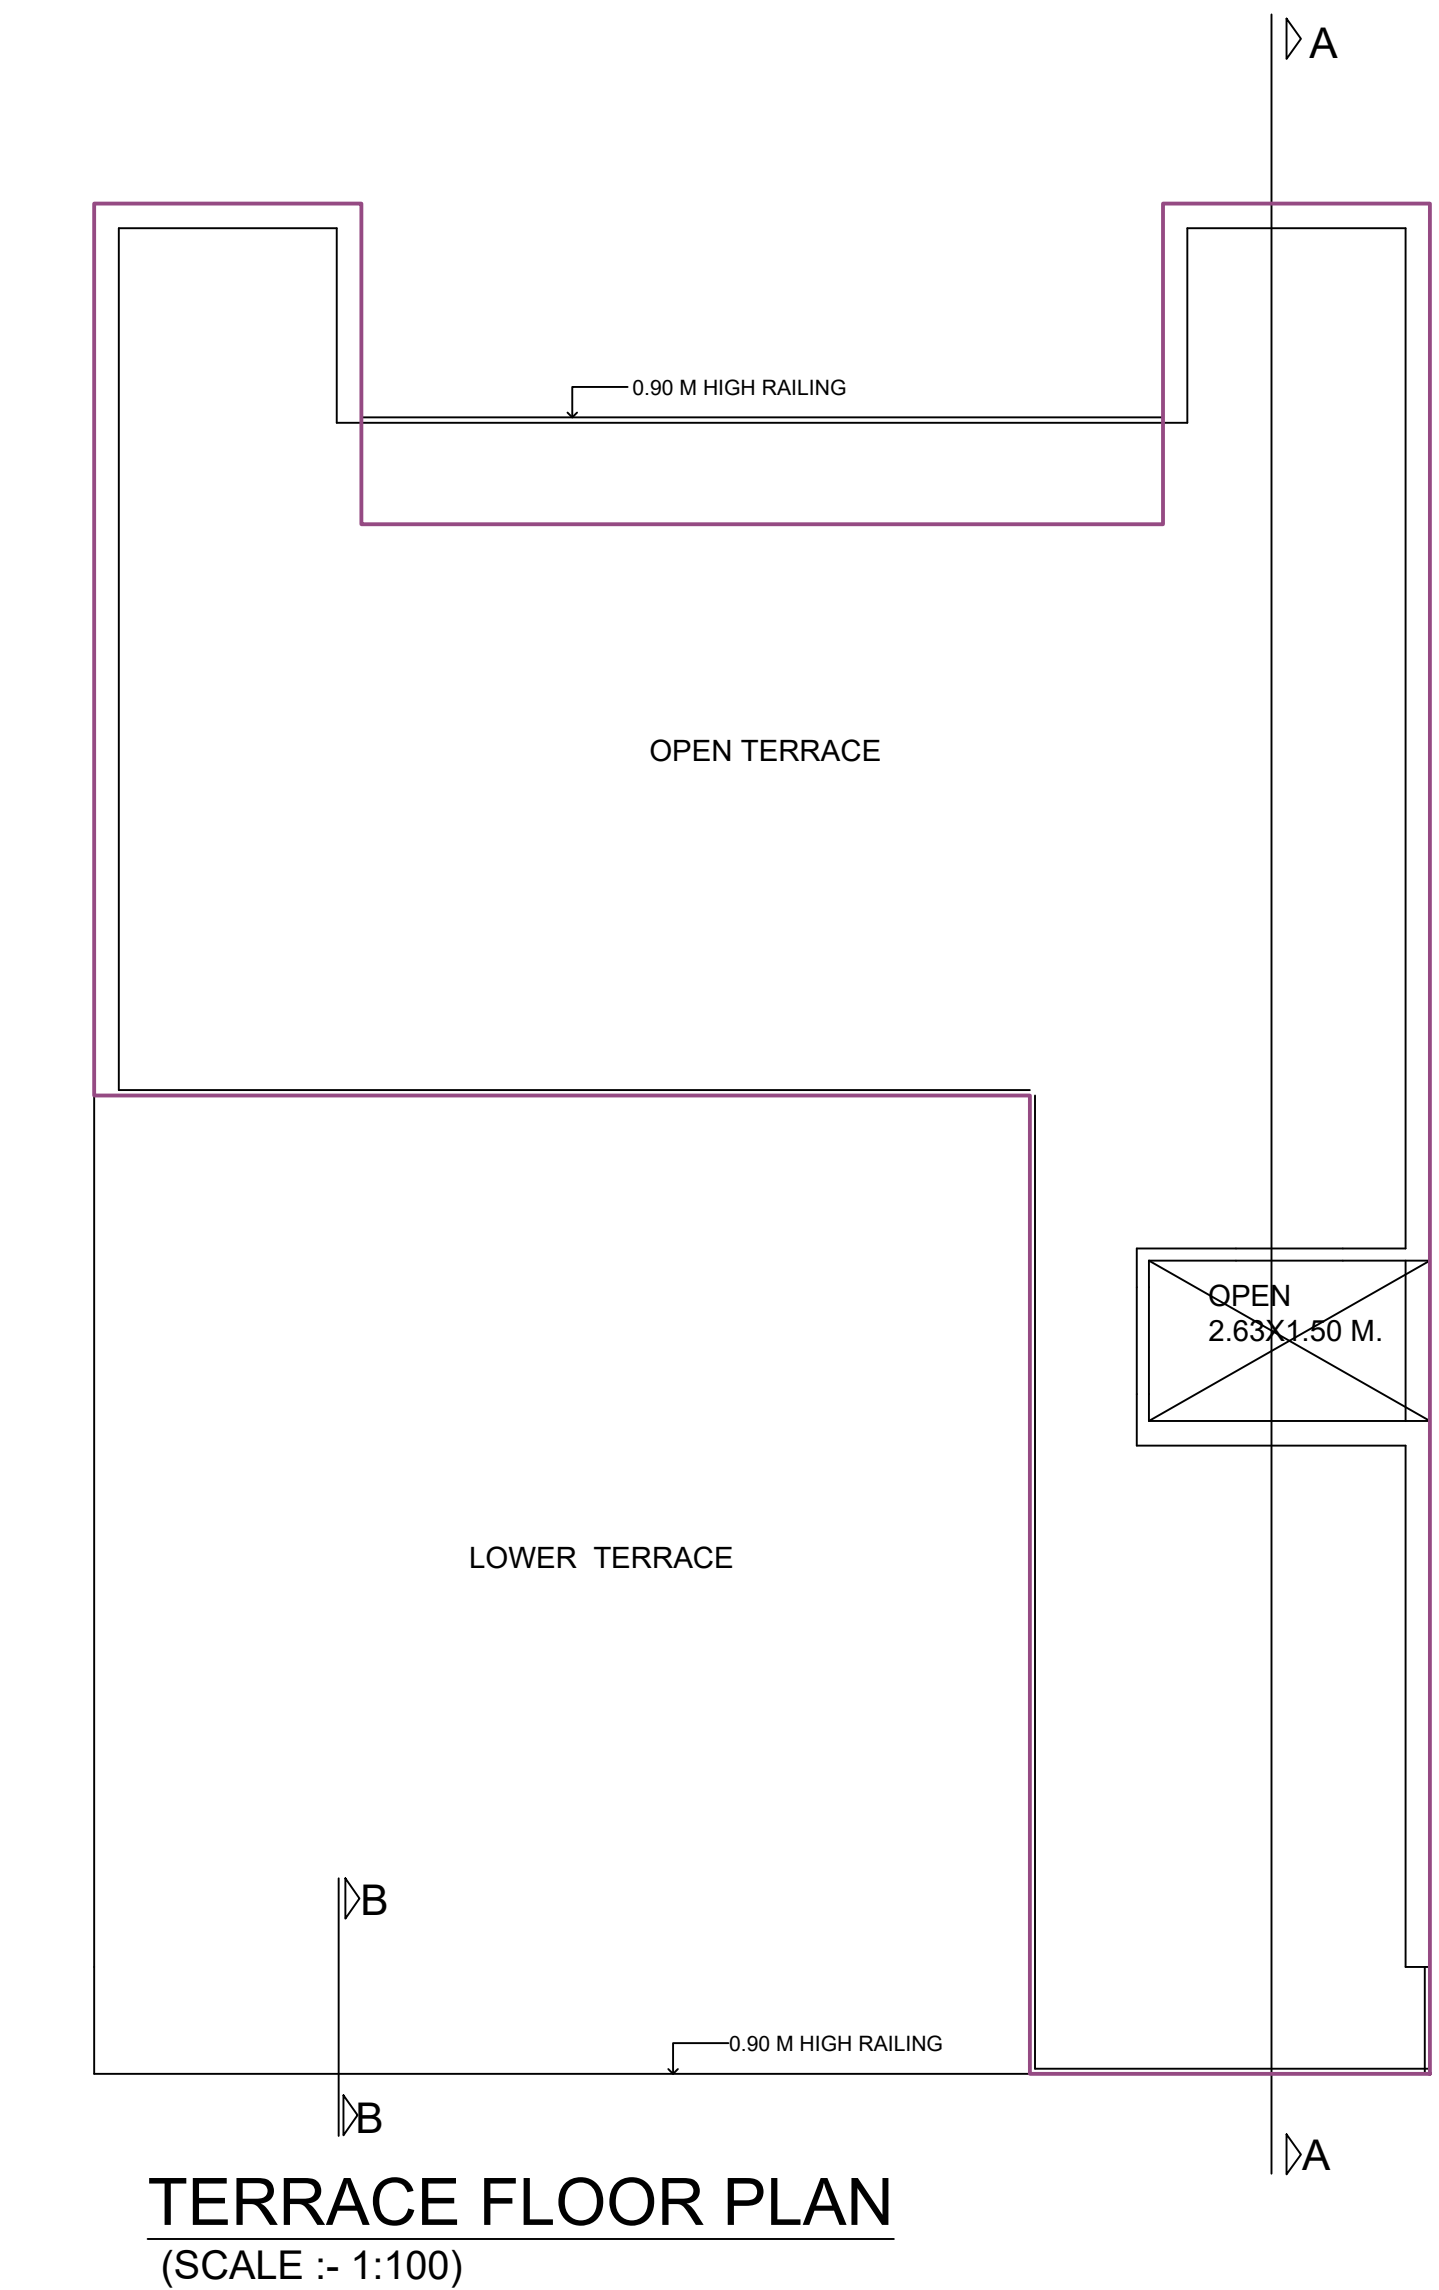 A
0.90 M HIGH RAILING
OPEN TERRACE
OPEN
2.63X1.50 M.
LOWER TERRACE
B
0.90 M HIGH RAILING
B
A
TERRACE FLOOR PLAN
(SCALE :- 1:100)